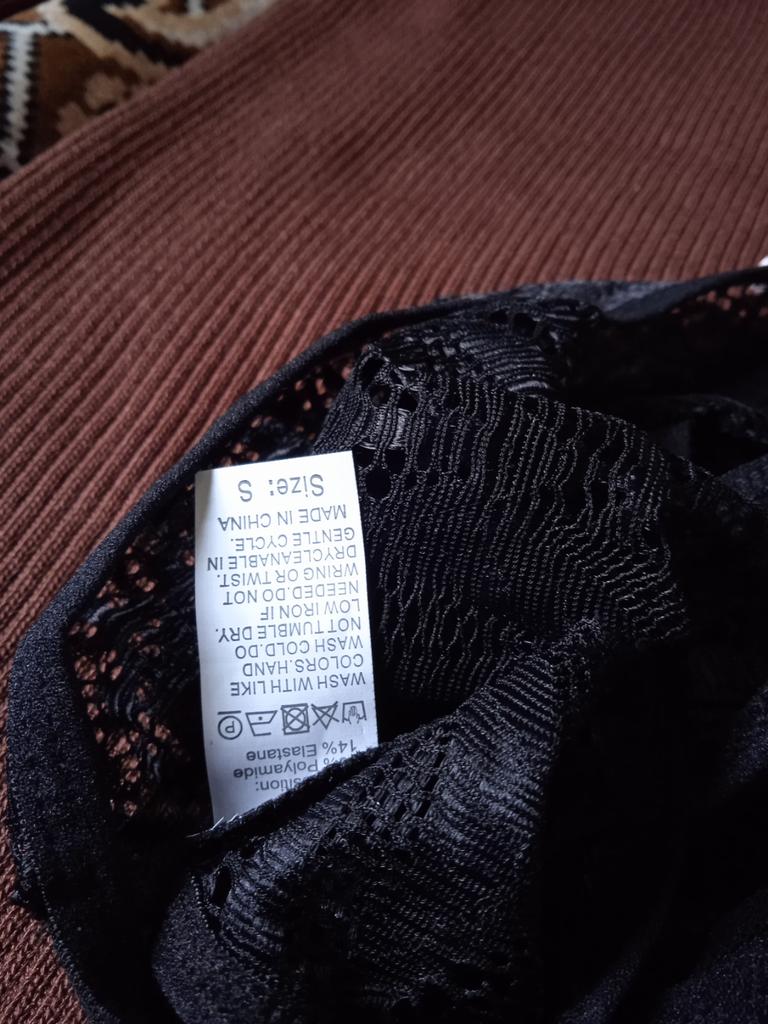 Polyamide
14% Elastane
P
WASH WITH LIKE
COLORS.HAND
WASH COLD.DO
NOT TUMBLE DRY.
LOW IRON IF
NEEDED.DO NOT
WRING OR TWIST.
DRYCLEANABLE IN
GENTLE CYCLE.
MADE IN CHINA
Size: S